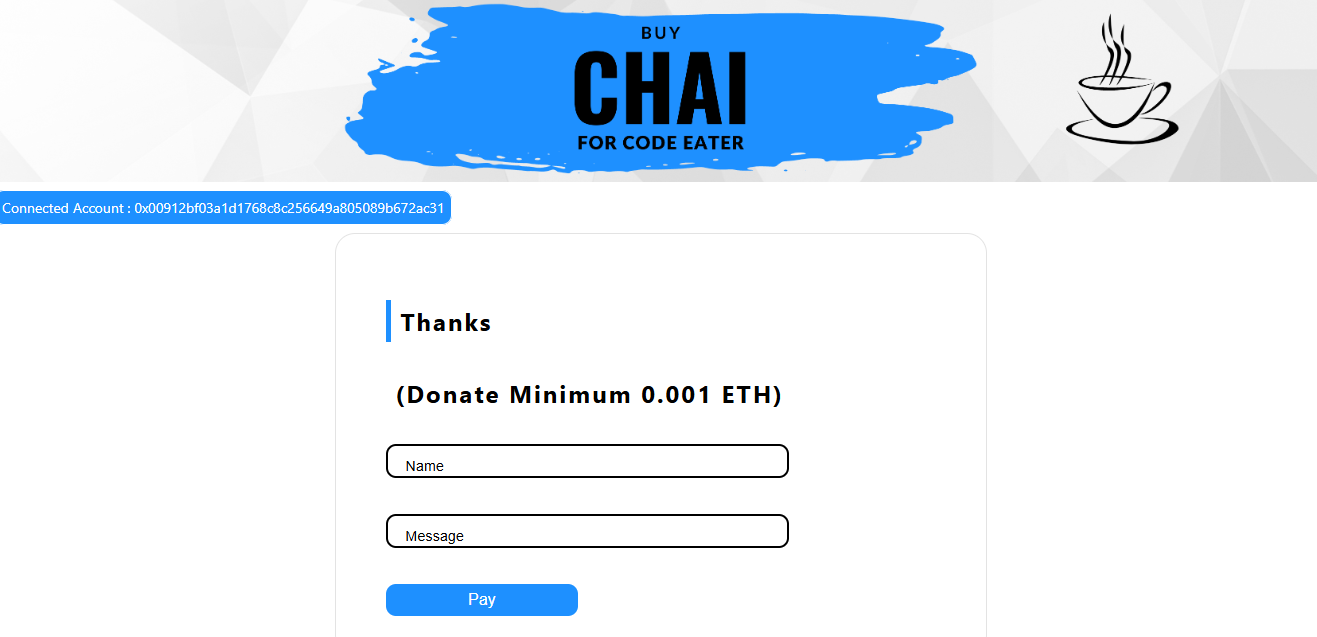 BUY
CHAI
FOR CODE EATER
Connected Account : 0x00912bf03a1d1768c8c256649a805089b672ac31
Thanks
(Donate Minimum 0.001 ETH)
Name
Message
Pay